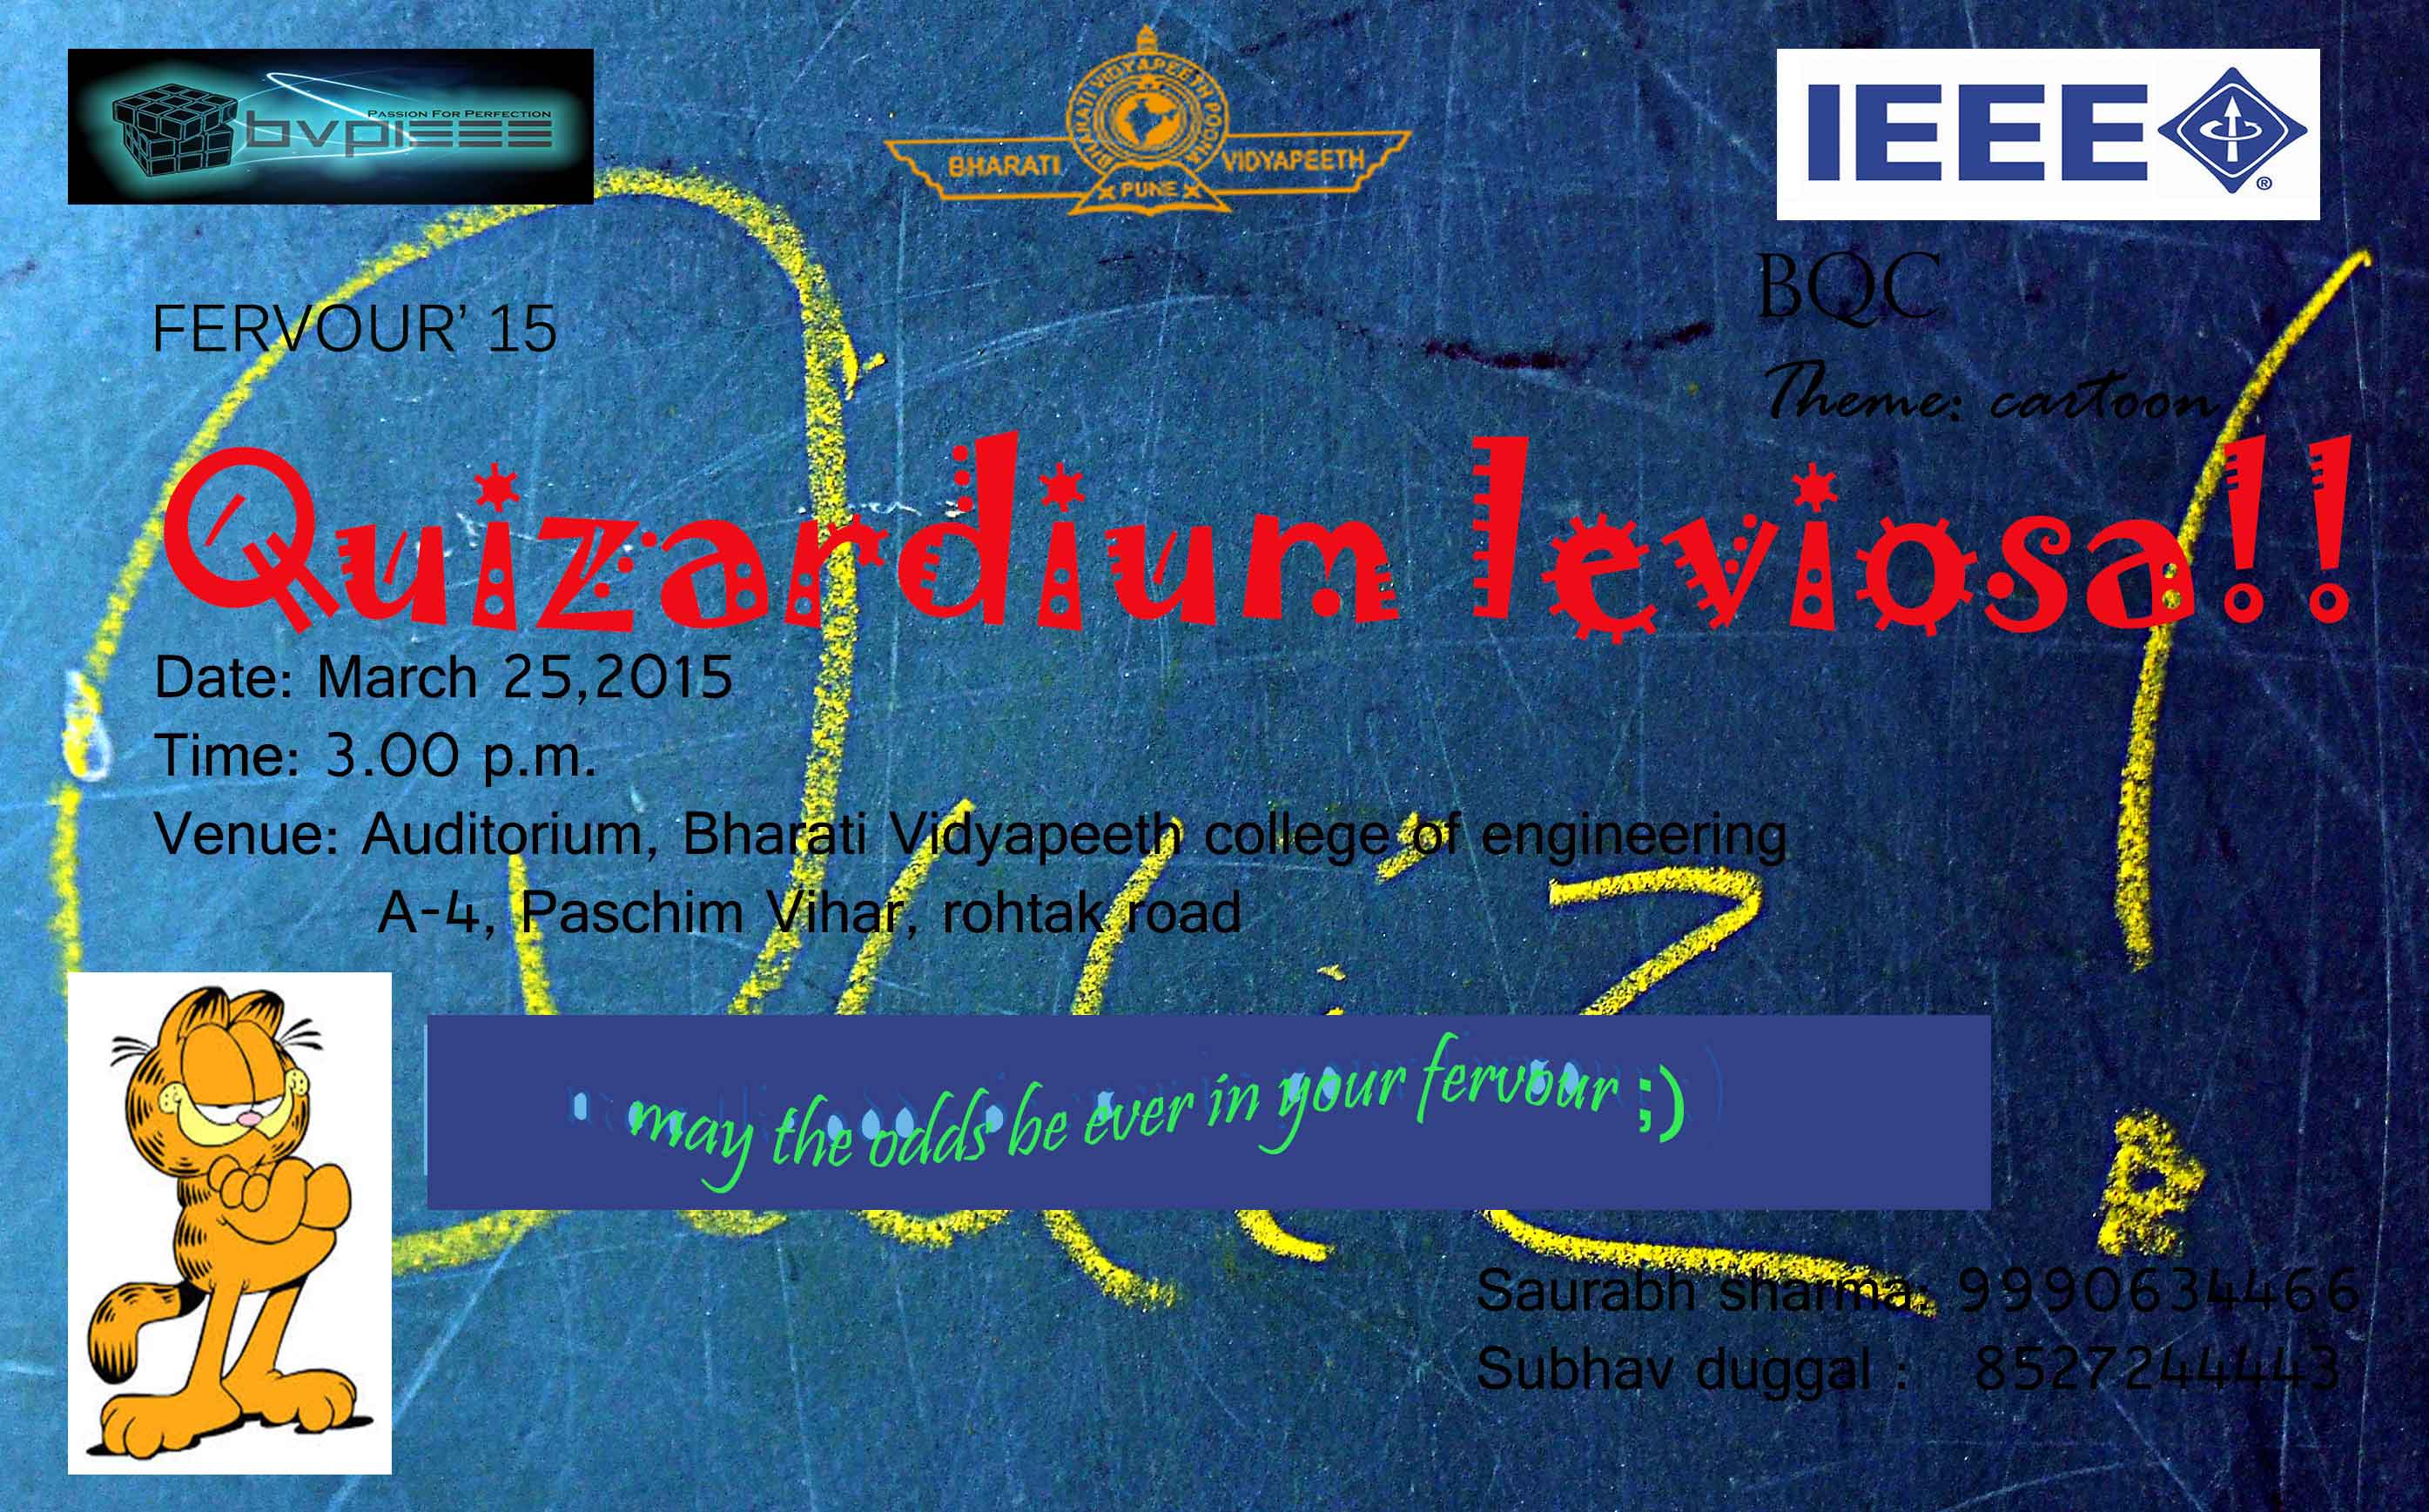 PASSION FOR PERFECTION
bvpieee
BHARATI VIDYAPEETH POONA
BHARATI VIDYAPEETH
PUNE
IEEE
®
FERVOUR' 15
BQC
Theme: cartoon
Quizardium leviosa!!
Date: March 25,2015
Time: 3.00 p.m.
Venue: Auditorium, Bharati Vidyapeeth college of engineering
A-4, Paschim Vihar, rohtak road
Quiz!
may the odds be ever in your fervour ;)
Saurabh sharma: 9990634466
Subhav duggal : 8527244443